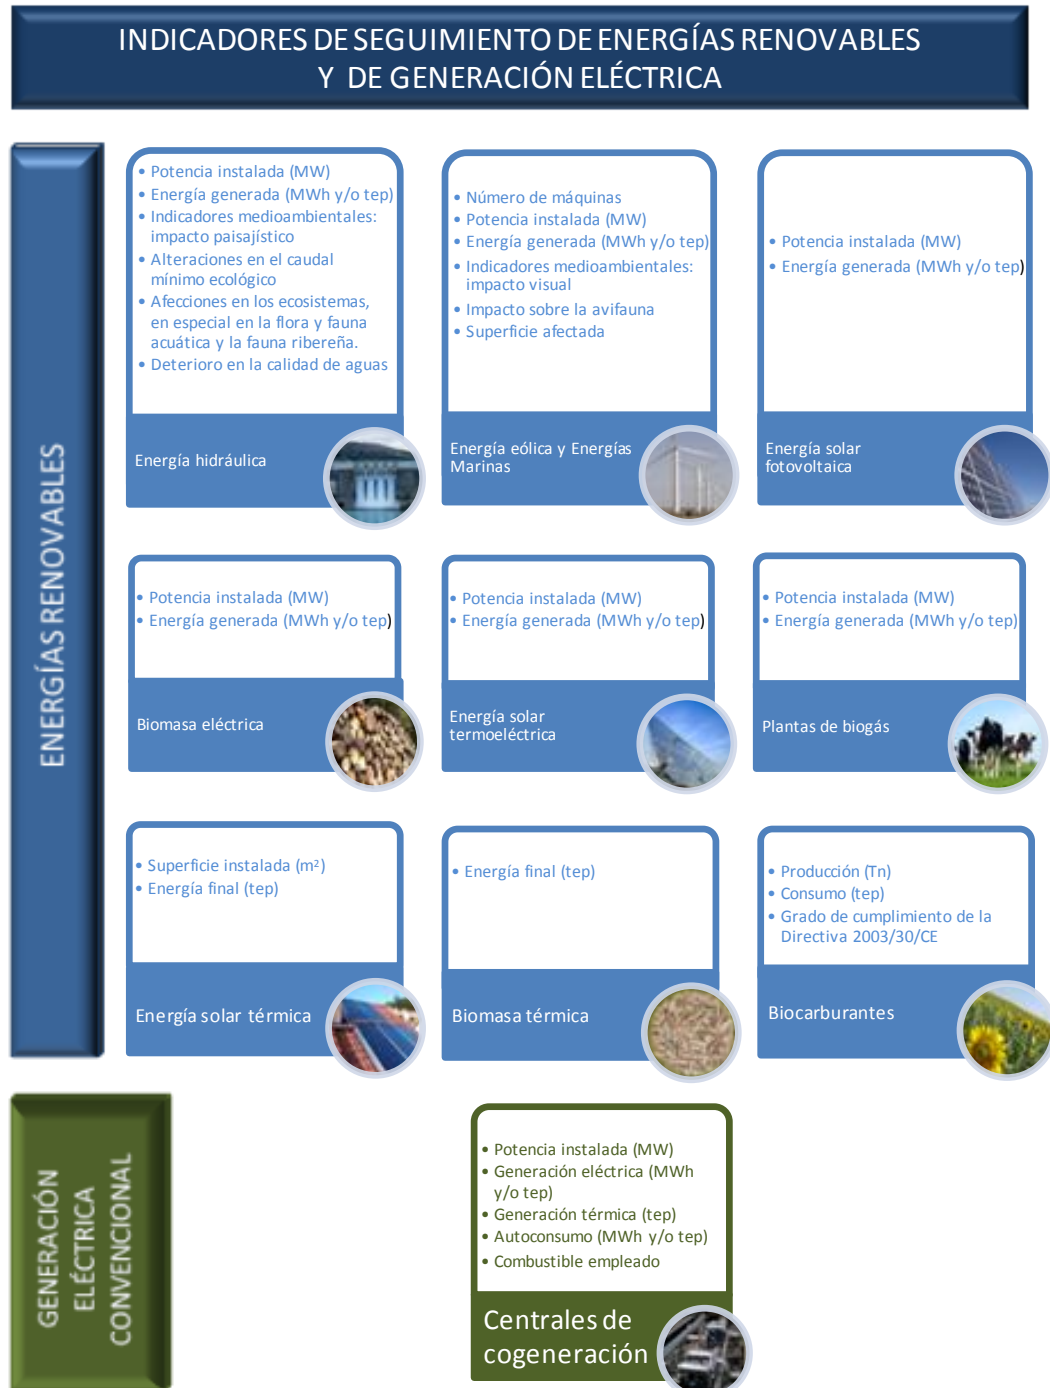 INDICADORES DE SEGUIMIENTO DE ENERGÍAS RENOVABLES
Y DE GENERACIÓN ELÉCTRICA
ENERGÍAS RENOVABLES
• Potencia instalada (MW)
• Energía generada (MWh y/o tep)
• Indicadores medioambientales:
impacto paisajístico
• Alteraciones en el caudal
mínimo ecológico
• Afecciones en los ecosistemas,
en especial en la flora y fauna
acuática y la fauna ribereña.
• Deterioro en la calidad de aguas
Energía hidráulica
• Número de máquinas
• Potencia instalada (MW)
• Energía generada (MWh y/o tep)
• Indicadores medioambientales:
impacto visual
• Impacto sobre la avifauna
• Superficie afectada
Energía eólica y Energías
Marinas
• Potencia instalada (MW)
• Energía generada (MWh y/o tep)
Energía solar
fotovoltaica
• Potencia instalada (MW)
• Energía generada (MWh y/o tep)
Biomasa eléctrica
• Potencia instalada (MW)
• Energía generada (MWh y/o tep)
Energía solar
termoeléctrica
• Potencia instalada (MW)
• Energía generada (MWh y/o tep)
Plantas de biogás
• Superficie instalada (m²)
• Energía final (tep)
Energía solar térmica
• Energía final (tep)
Biomasa térmica
• Producción (Tn)
• Consumo (tep)
• Grado de cumplimiento de la
Directiva 2003/30/CE
Biocarburantes
GENERACIÓN
ELÉCTRICA
CONVENCIONAL
• Potencia instalada (MW)
• Generación eléctrica (MWh
y/o tep)
• Generación térmica (tep)
• Autoconsumo (MWh y/o tep)
• Combustible empleado
Centrales de
cogeneración